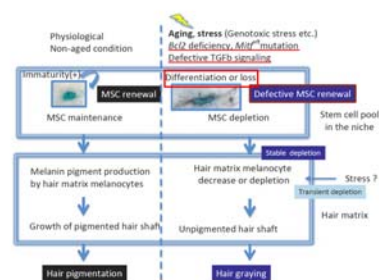 Physiological
Non-aged condition
Aging, stress (Genotoxic stress etc.)
Bcl2 deficiency, Mitf mutation
Defective TGFb signaling
Immaturity(+)
MSC renewal
MSC maintenance
Differentiation or loss
Defective MSC renewal
MSC depletion
Stem cell pool
in the niche
Stable depletion
Melanin pigment production
by hair matrix melanocytes
Hair matrix melanocyte
decrease or depletion
Stress ?
Transient depletion
Hair matrix
Growth of pigmented hair shaft
Unpigmented hair shaft
Hair pigmentation
Hair graying